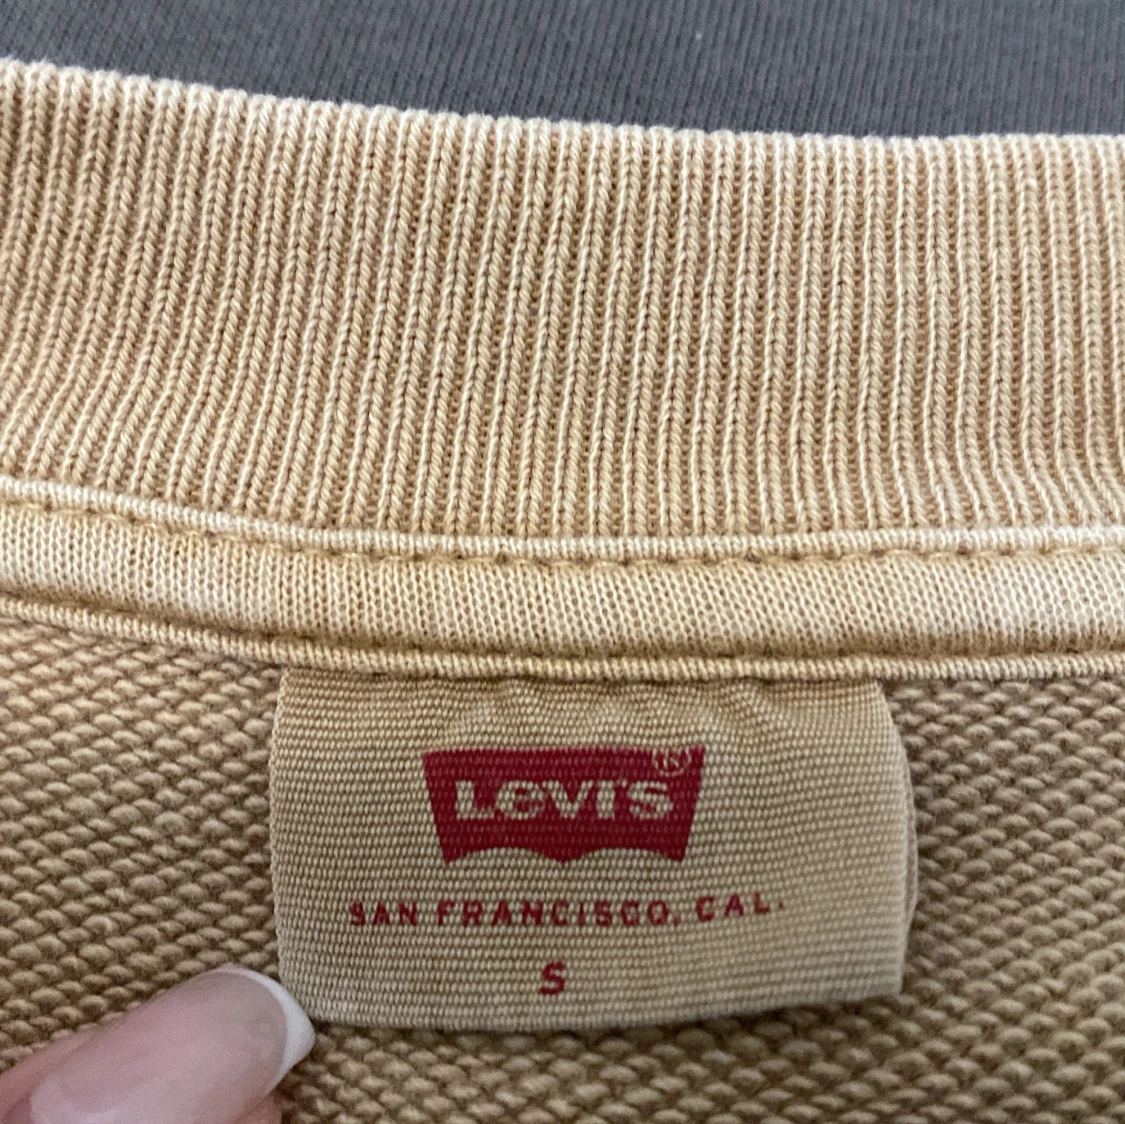 Levi's®
SAN FRANCISCO, CAL.
S